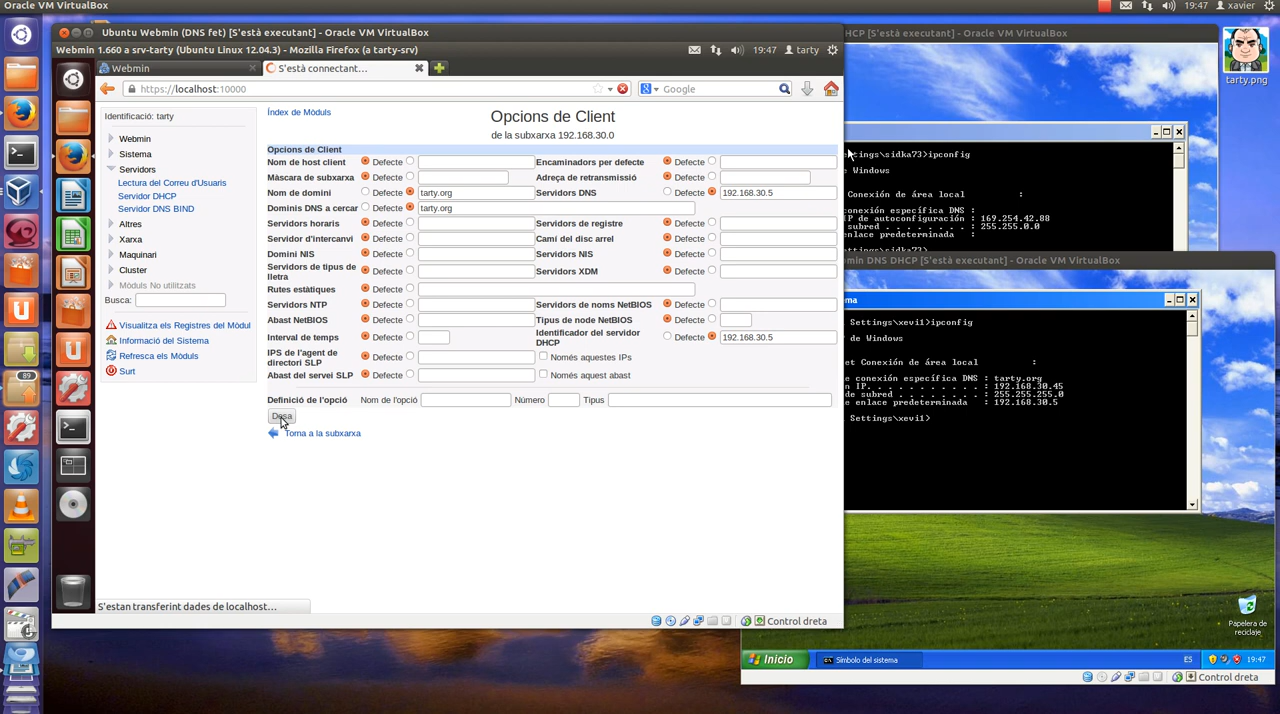 Oracle VM VirtualBox
19:47 xavier
Ubuntu Webmin (DNS fet) [S'està executant] - Oracle VM VirtualBox
DHCP [S'està executant] - Oracle VM VirtualBox
Webmin 1.660 a srv-tarty (Ubuntu Linux 12.04.3) - Mozilla Firefox (a tarty-srv)
19:47 tarty
Webmin
S'està connectant…
https://localhost:10000
Google
tarty.png
Identificació: tarty
Webmin
Sistema
Servidors
Lectura del Correu d'Usuaris
Servidor DHCP
Servidor DNS BIND
Altres
Xarxa
Maquinari
Cluster
Mòduls No utilitzats
Busca:
Visualitza els Registres del Mòdul
Informació del Sistema
Refresca els Mòduls
Surt
89
Índex de Mòduls
Opcions de Client
de la subxarxa 192.168.30.0
Opcions de Client
Nom de host client Defecte Encaminadors per defecte Defecte
Màscara de subxarxa Defecte Adreça de retransmissió Defecte
Nom de domini Defecte tarty.org Servidors DNS Defecte 192.168.30.5
Dominis DNS a cercar Defecte tarty.org
Servidors horaris Defecte Servidors de registre Defecte
Servidor d'intercanvi Defecte Camí del disc arrel Defecte
Domini NIS Defecte Servidors NIS Defecte
Servidors de tipus de lletra Defecte Servidors XDM Defecte
Rutes estàtiques Defecte
Servidors NTP Defecte Servidors de noms NetBIOS Defecte
Abast NetBIOS Defecte Tipus de node NetBIOS Defecte
Interval de temps Defecte Identificador del servidor DHCP Defecte 192.168.30.5
IPS de l'agent de directori SLP Defecte Només aquestes IPs
Abast del servei SLP Defecte Només aquest abast
Definició de l'opció Nom de l'opció Número Tipus
Desa
Torna a la subxarxa
S'estan transferint dades de localhost…
Control dreta
ttings\sidka73>ipconfig
e Windows
Conexión de área local :
conexión específica DNS :
IP de autoconfiguración : 169.254.42.88
subred . . . . . . . . : 255.255.0.0
enlace predeterminada :
ettings\sidka73>
min DNS DHCP [S'està executant] - Oracle VM VirtualBox
ema
Settings\xevi1>ipconfig
de Windows
et Conexión de área local :
e conexión específica DNS : tarty.org
n IP. . . . . . . . . . : 192.168.30.45
de subred . . . . . . . : 255.255.255.0
e enlace predeterminada : 192.168.30.5
Settings\xevi1>
Papelera de
reciclaje
Inicio
Símbolo del sistema
ES
19:47
Control dreta